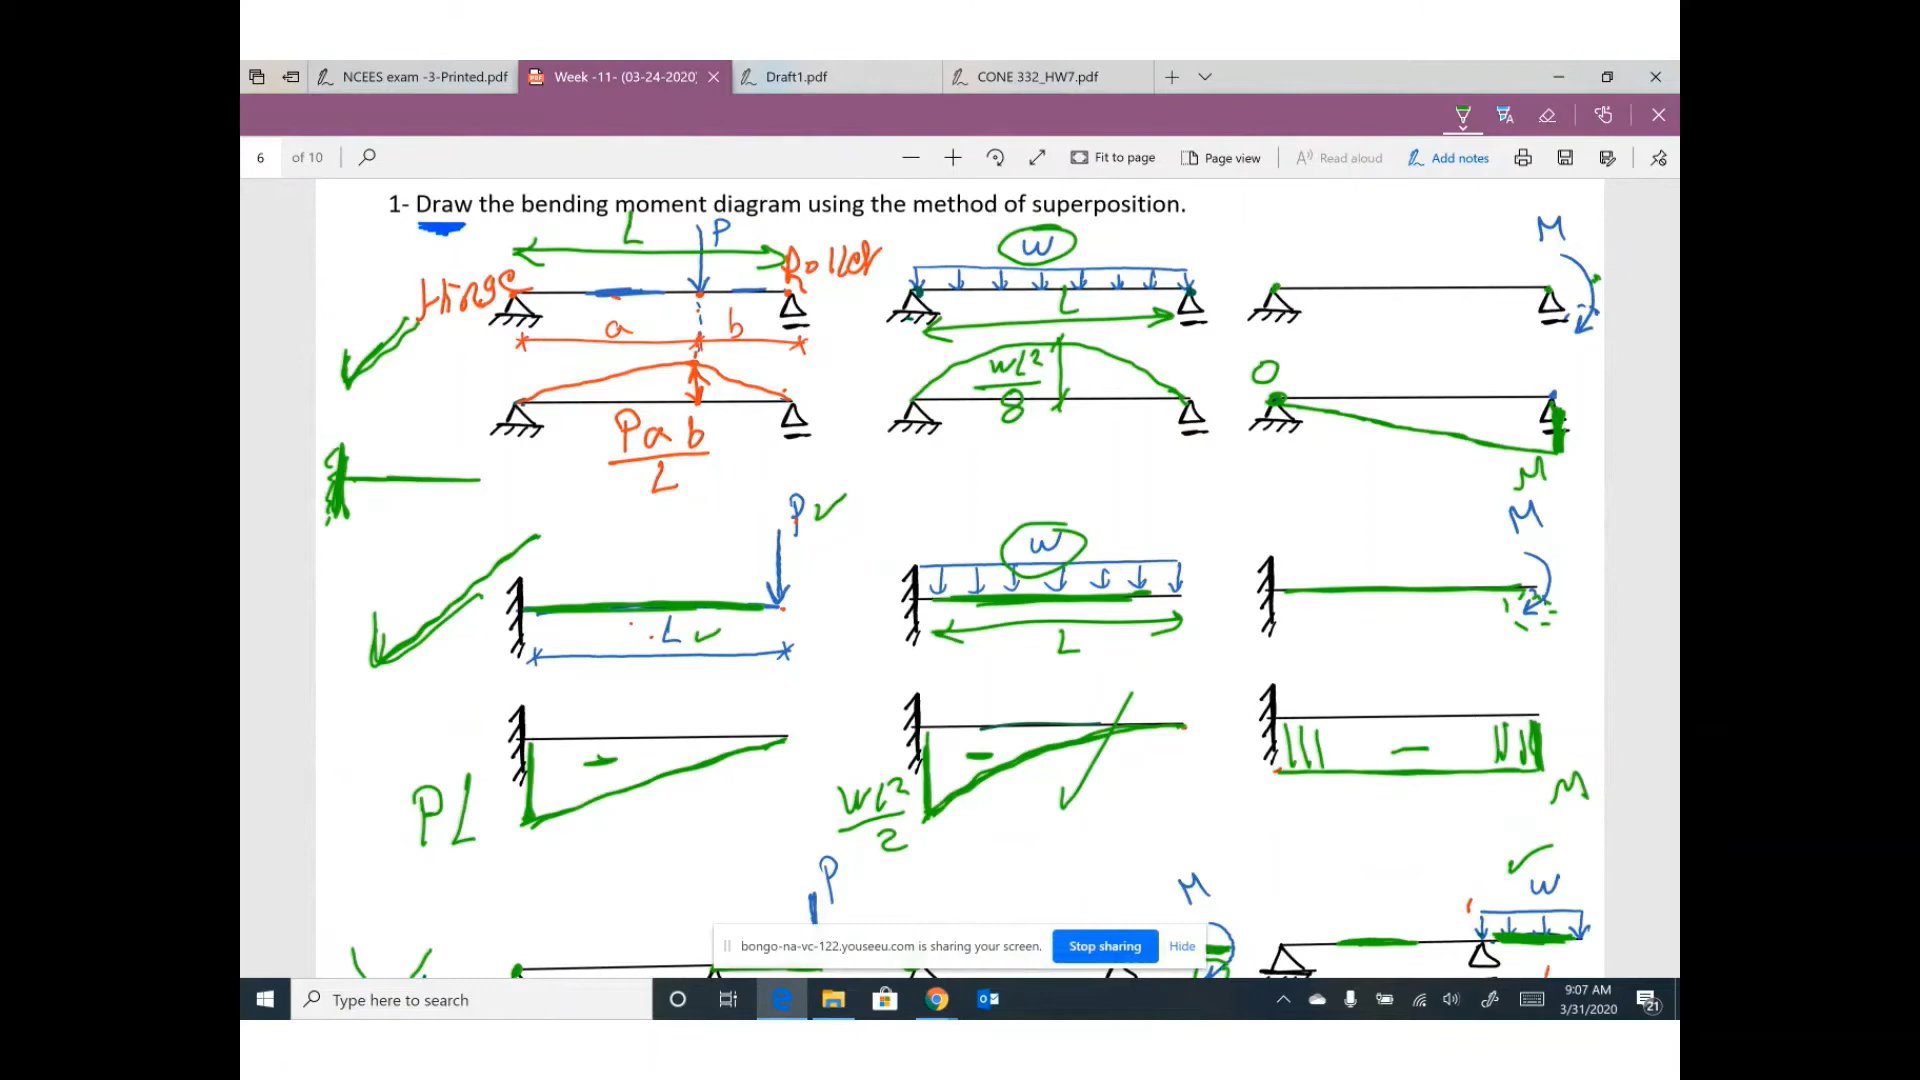 NCEES exam -3-Printed.pdf
Week -11- (03-24-2020)
Draft1.pdf
CONE 332_HW7.pdf
6 of 10
Fit to page
Page view
Read aloud
Add notes
1- Draw the bending moment diagram using the method of superposition.
L
P
Hinge
Roller
a
b
Pab
L
W
L
wL²
8
M
O
M
P
L
PL
W
L
WL²
2
M
M
P
M
W
bongo-na-vc-122.youseeu.com is sharing your screen.
Stop sharing
Hide
Type here to search
9:07 AM
3/31/2020
21